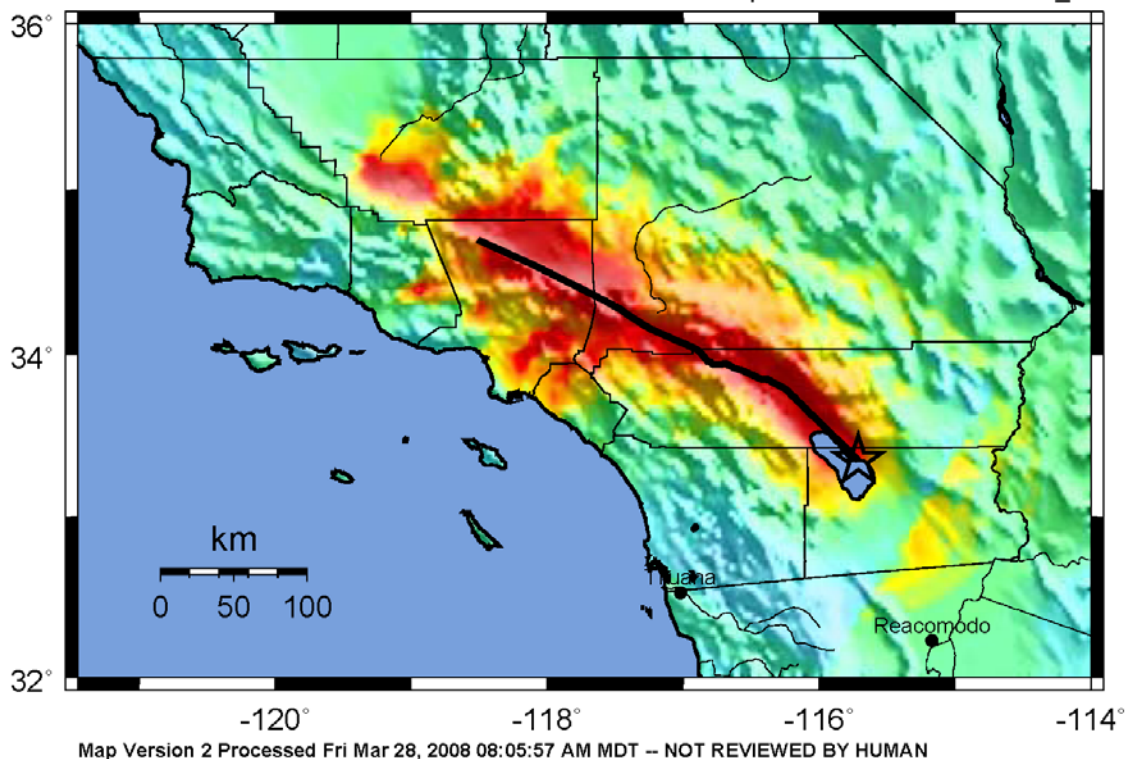 36°
34°
km
0 50 100
Tijuana
Reacomodo
32°
-120° -118° -116° -114°
Map Version 2 Processed Fri Mar 28, 2008 08:05:57 AM MDT -- NOT REVIEWED BY HUMAN